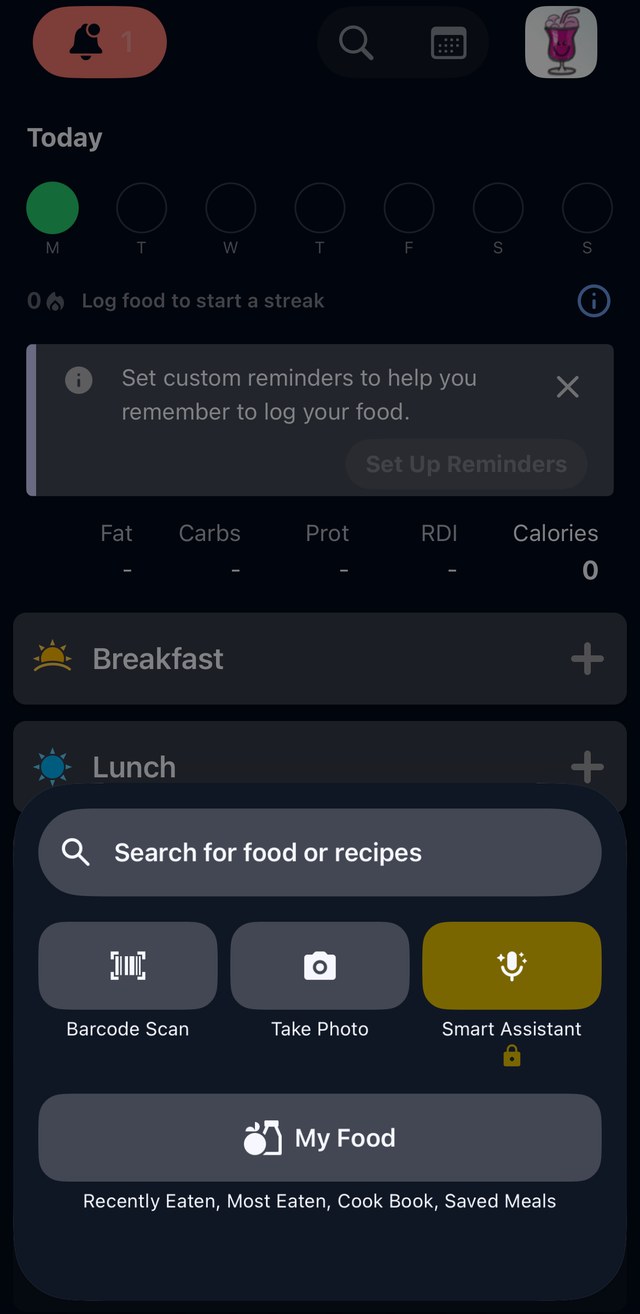 1
Today
M T W T F S S
0 Log food to start a streak
Set custom reminders to help you
remember to log your food.
Set Up Reminders
Fat Carbs Prot RDI Calories
- - - - 0
Breakfast
Lunch
Search for food or recipes
Barcode Scan Take Photo Smart Assistant
My Food
Recently Eaten, Most Eaten, Cook Book, Saved Meals